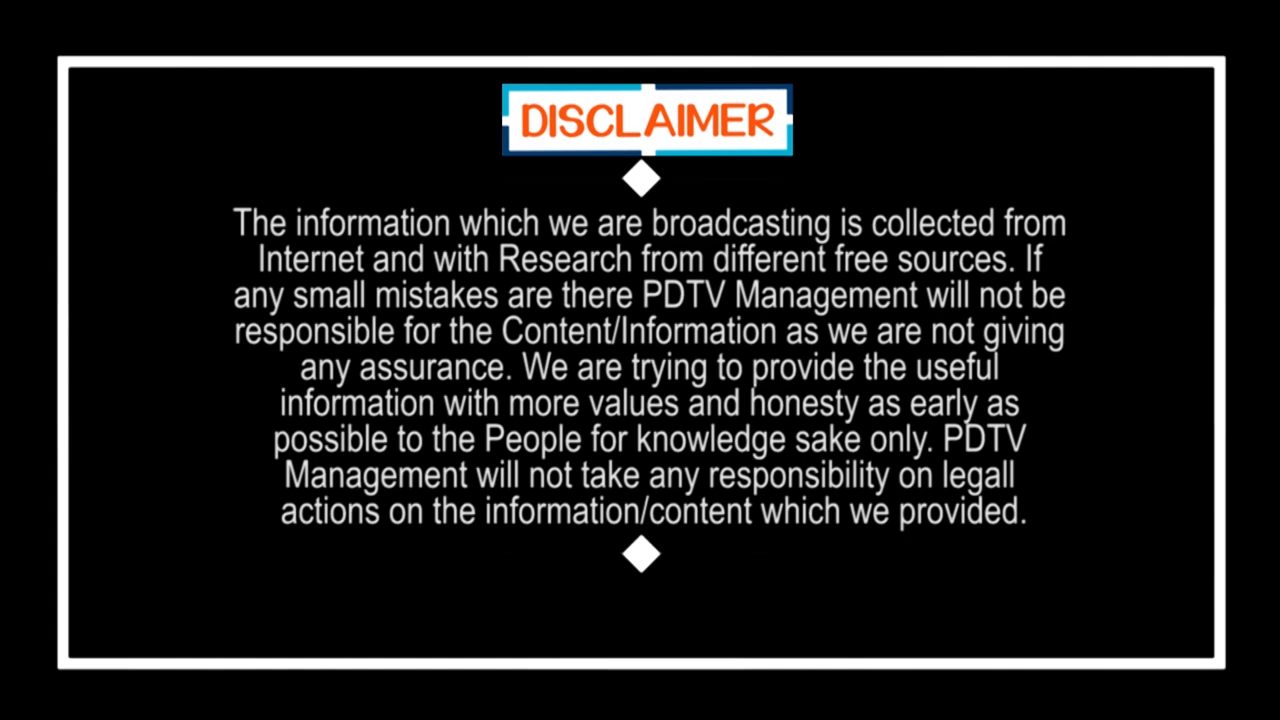 DISCLAIMER
The information which we are broadcasting is collected from
Internet and with Research from different free sources. If
any small mistakes are there PDTV Management will not be
responsible for the Content/Information as we are not giving
any assurance. We are trying to provide the useful
information with more values and honesty as early as
possible to the People for knowledge sake only. PDTV
Management will not take any responsibility on legall
actions on the information/content which we provided.